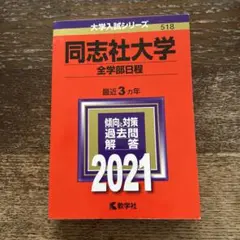 大学入試シリーズ
518
同志社大学
全学部日程
最近3カ年
傾向と対策
過去問
解答
2021
教学社